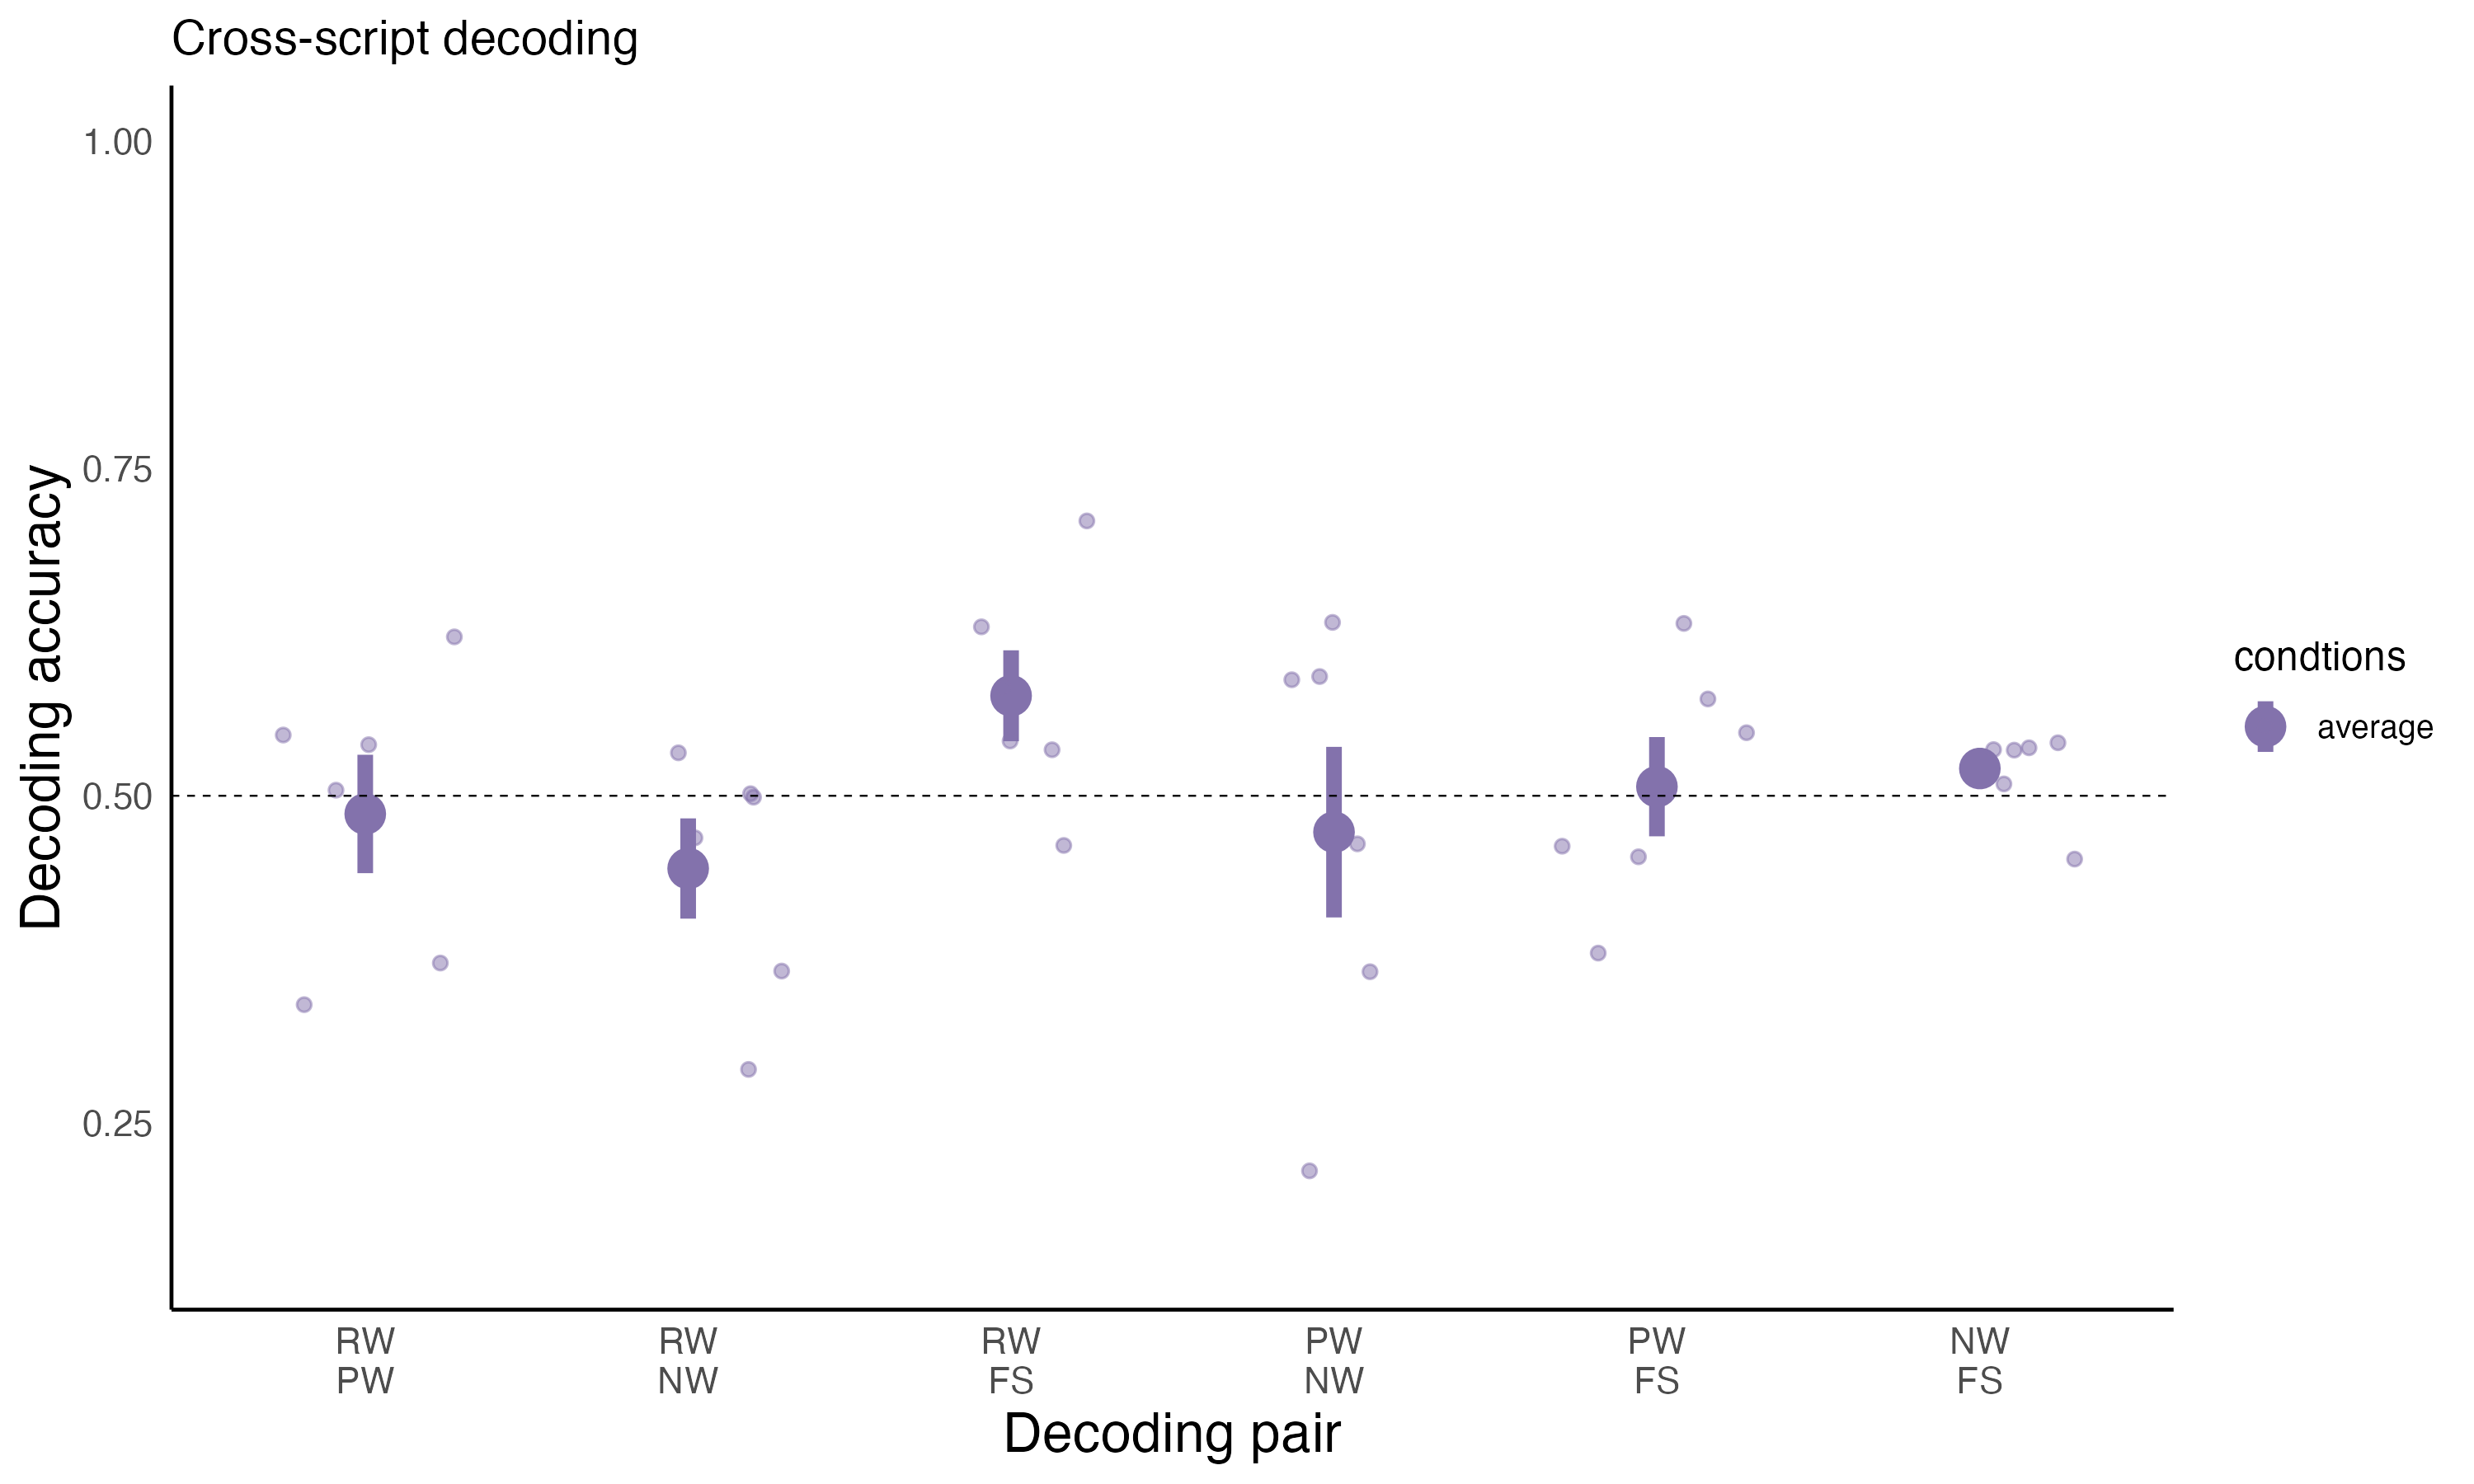 Cross-script decoding
Decoding accuracy
1.00
0.75
0.50
0.25
RW
PW
RW
NW
RW
FS
PW
NW
PW
FS
NW
FS
Decoding pair
condtions
average